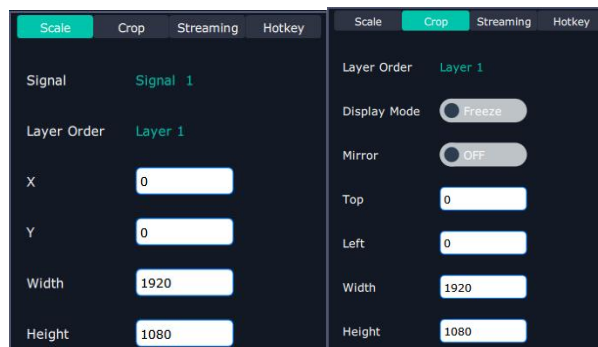 Scale Crop Streaming Hotkey
Signal Signal 1
Layer Order Layer 1
X 0
Y 0
Width 1920
Height 1080
Scale Crop Streaming Hotkey
Layer Order Layer 1
Display Mode Freeze
Mirror OFF
Top 0
Left 0
Width 1920
Height 1080